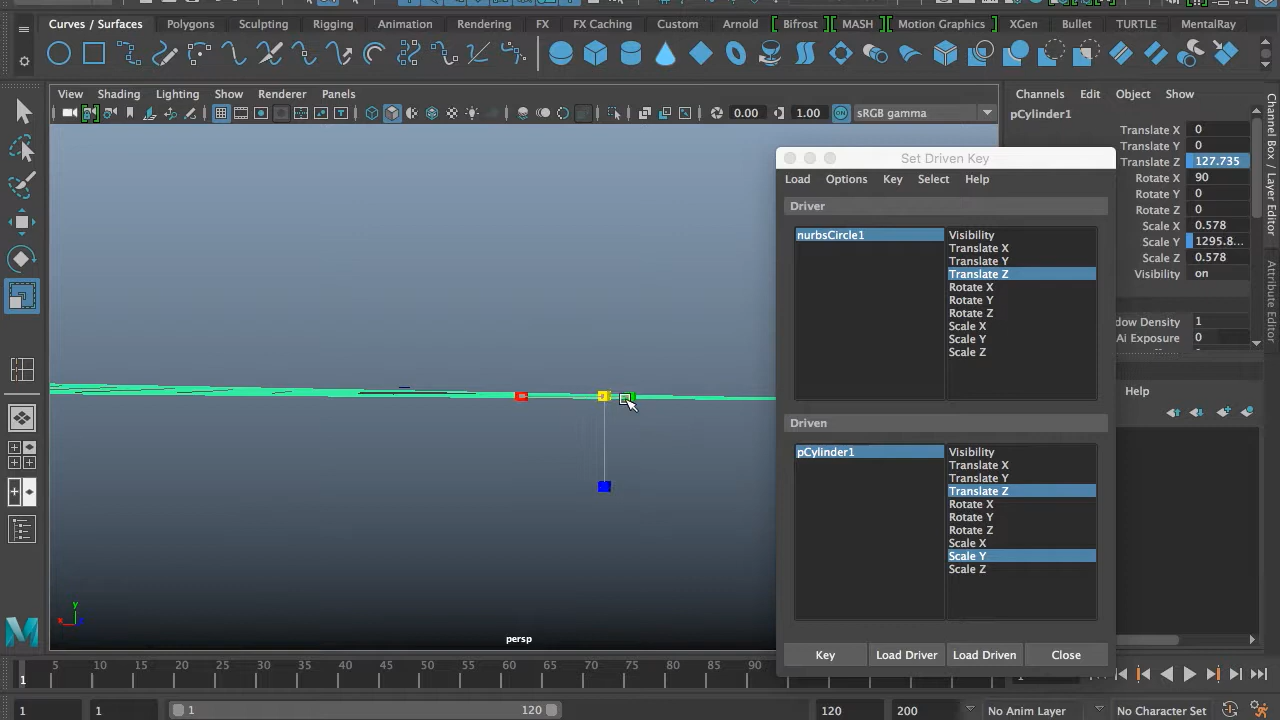 Curves / Surfaces Polygons Sculpting Rigging Animation Rendering FX FX Caching Custom Arnold Bifrost MASH Motion Graphics XGen Bullet TURTLE MentalRay
View Shading Lighting Show Renderer Panels
0.00 1.00 sRGB gamma
Channels Edit Object Show
pCylinder1
Translate X 0
Translate Y 0
Translate Z 127.735
Rotate X 90
Rotate Y 0
Rotate Z 0
Scale X 0.578
Scale Y 1295.8...
Scale Z 0.578
Visibility on
dow Density 1
Ai Exposure 0
Help
Channel Box / Layer Editor
Attribute Editor
Set Driven Key
Load Options Key Select Help
Driver
nurbsCircle1
Visibility
Translate X
Translate Y
Translate Z
Rotate X
Rotate Y
Rotate Z
Scale X
Scale Y
Scale Z
Driven
pCylinder1
Visibility
Translate X
Translate Y
Translate Z
Rotate X
Rotate Y
Rotate Z
Scale X
Scale Y
Scale Z
Key Load Driver Load Driven Close
y
x
persp
5 10 15 20 25 30 35 40 45 50 55 60 65 70 75 80 85 90
1
1 1 1 120 120 200 No Anim Layer No Character Set